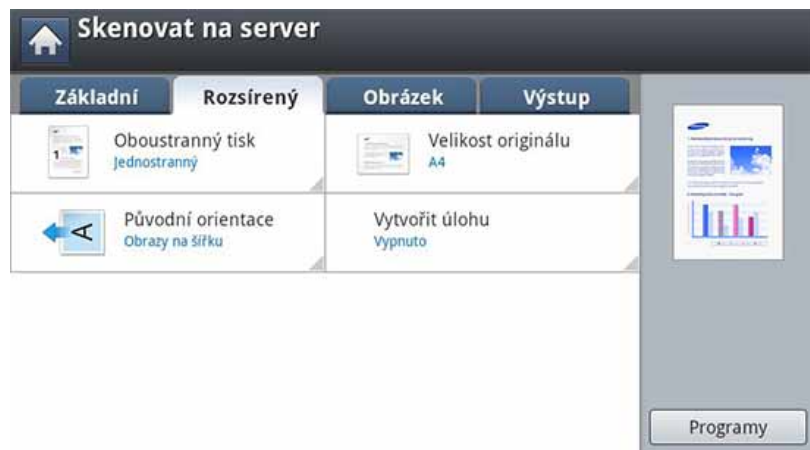 Skenovat na server
Základní
Rozsírený
Obrázek
Výstup
Oboustranný tisk
Jednostranný
Velikost originálu
A4
Původní orientace
Obrazy na šířku
Vytvořit úlohu
Vypnuto
Programy